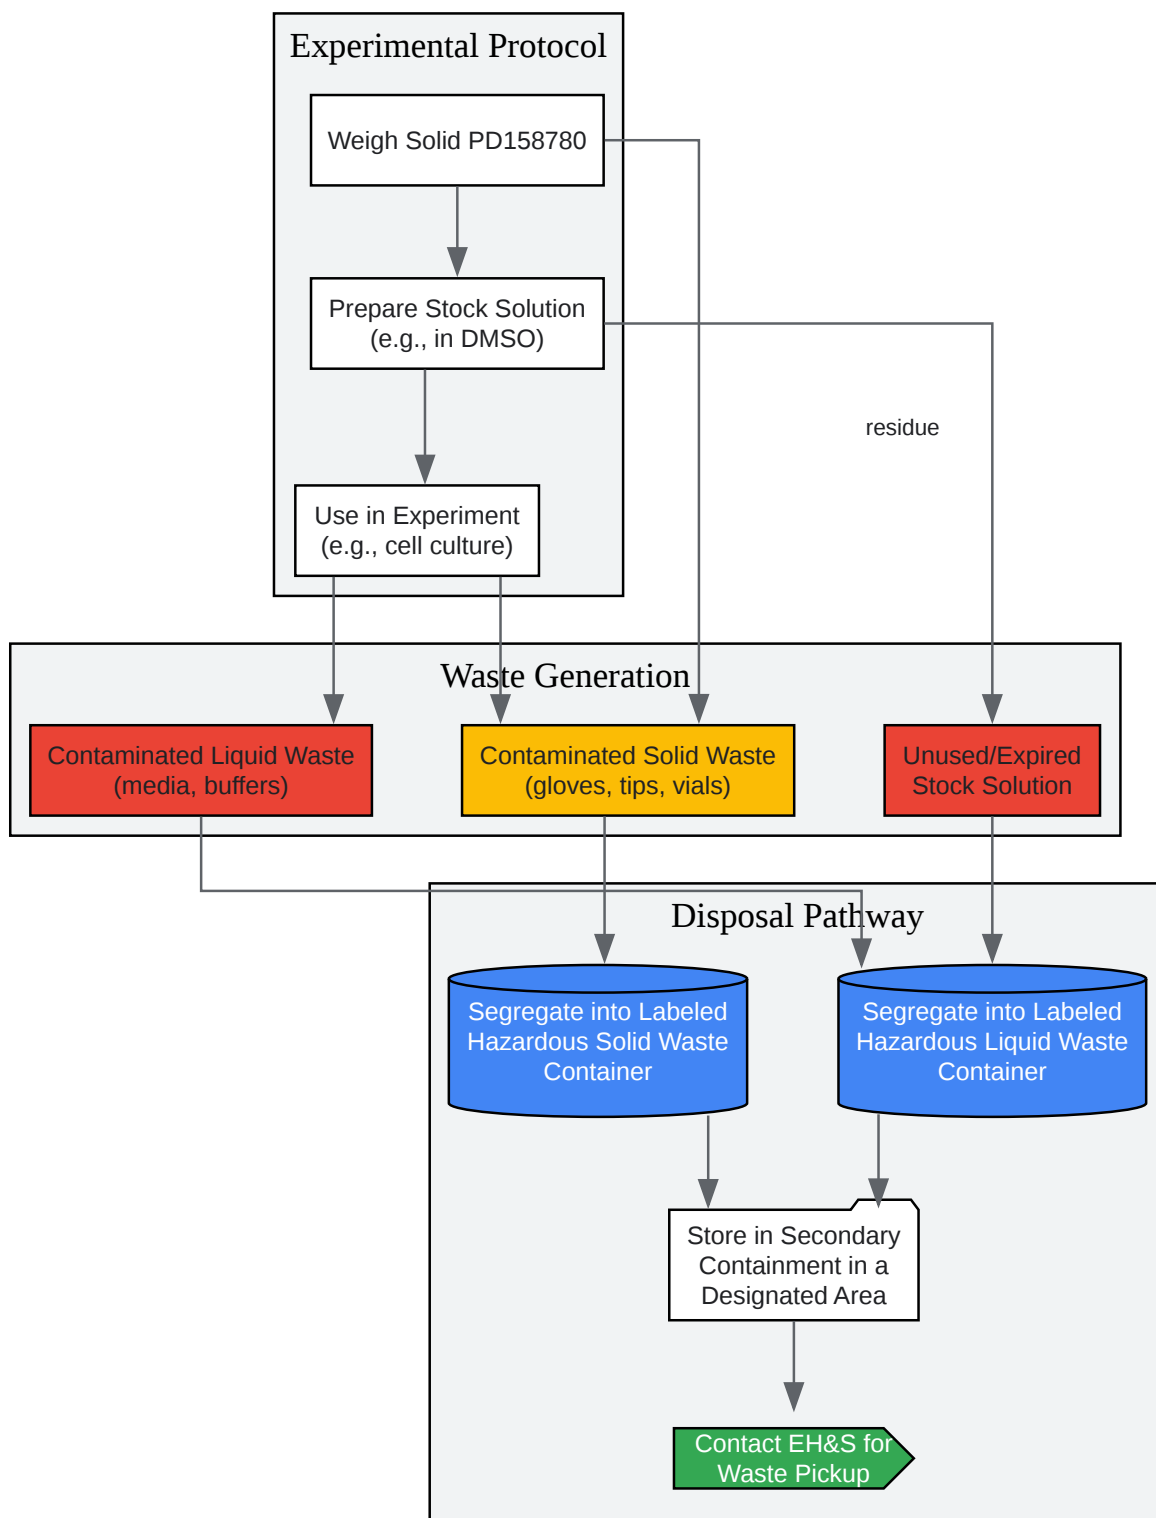 Experimental Protocol
Weigh Solid PD158780
Prepare Stock Solution
(e.g., in DMSO)
residue
Use in Experiment
(e.g., cell culture)
Waste Generation
Contaminated Liquid Waste
(media, buffers)
Contaminated Solid Waste
(gloves, tips, vials)
Unused/Expired
Stock Solution
Disposal Pathway
Segregate into Labeled
Hazardous Solid Waste
Container
Segregate into Labeled
Hazardous Liquid Waste
Container
Store in Secondary
Containment in a
Designated Area
Contact EH&S for
Waste Pickup